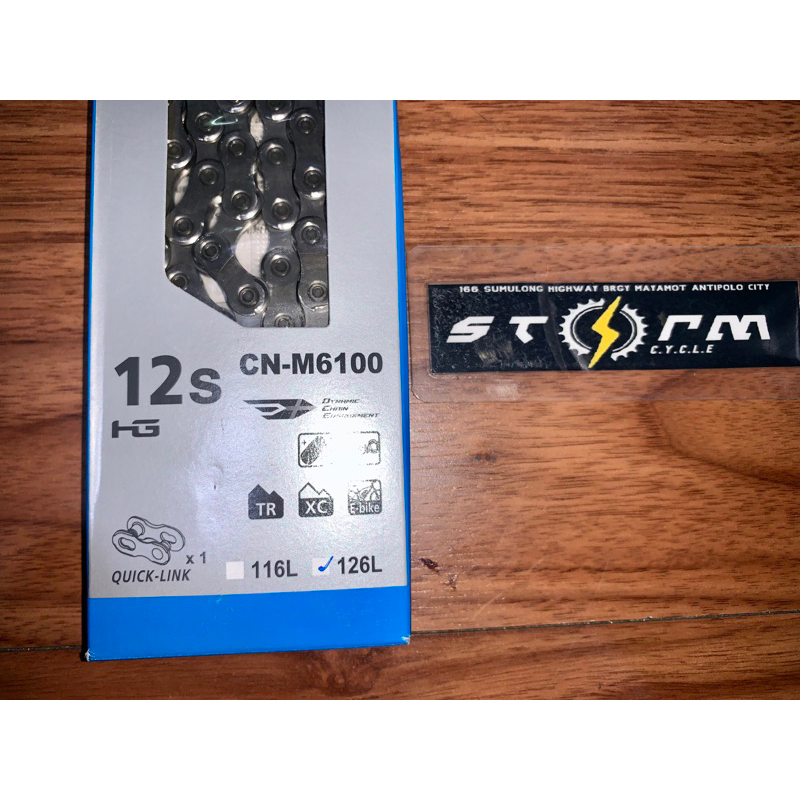 12s
HG
CN-M6100
DYNAMIC
CHAIN
ENGAGEMENT
+
TR
XC
E-bike
x 1
QUICK-LINK
116L
126L
166 SUMULONG HIGHWAY BRGY MAYAMOT ANTIPOLO CITY
STORM
C.Y.C.L.E